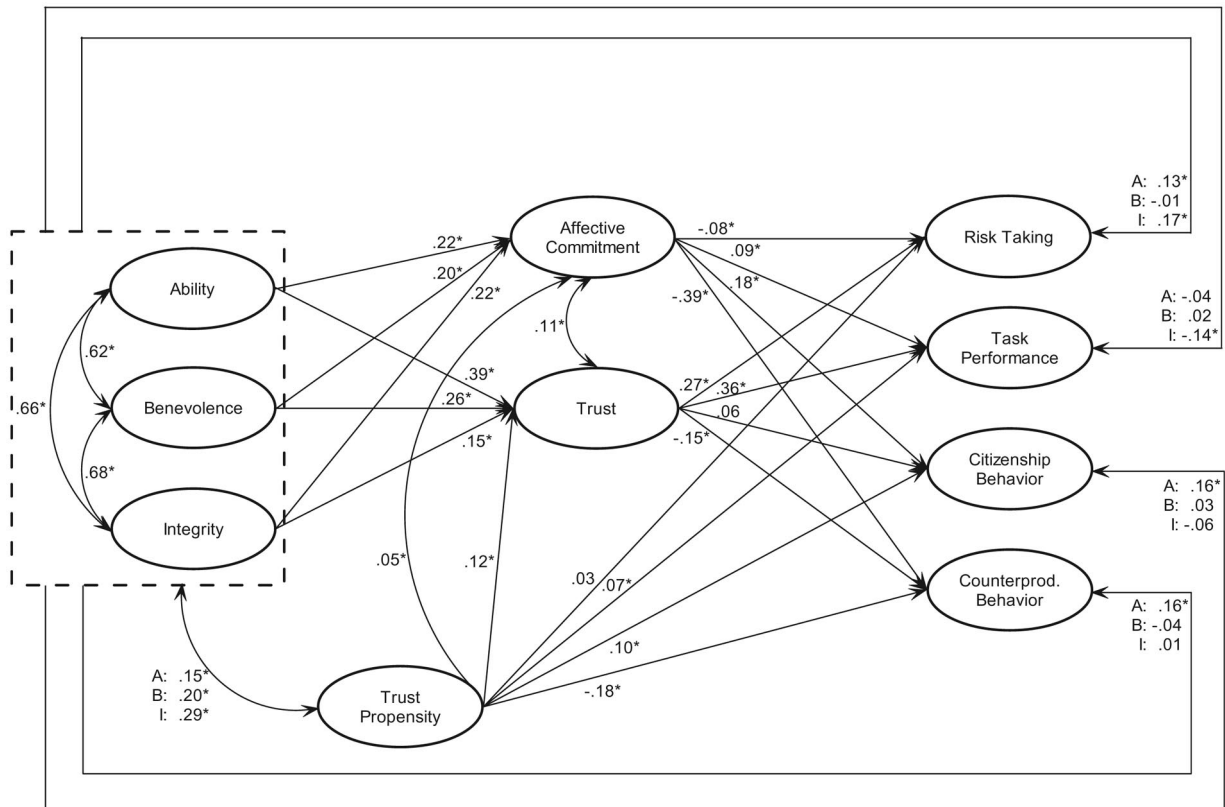 A: .13*
B: -.01
I: .17*
Affective
Commitment
-.08*
Risk Taking
.22*
.09*
Ability
.20*
.18*
.22*
-.39*
A: -.04
B: .02
I: -.14*
.11*
Task
Performance
.62*
.39*
.27*
.36*
.66*
Benevolence
.26*
Trust
.06
.15*
-.15*
Citizenship
Behavior
.68*
A: .16*
B: .03
I: -.06
Integrity
.05*
.12*
.03
.07*
Counterprod.
Behavior
A: .16*
B: -.04
I: .01
.10*
A: .15*
B: .20*
I: .29*
Trust
Propensity
-.18*